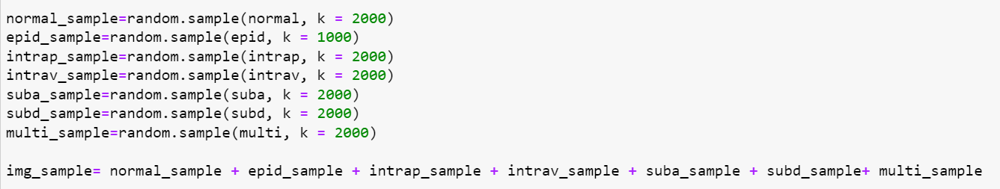 normal_sample=random.sample(normal, k = 2000)
epid_sample=random.sample(epid, k = 1000)
intrap_sample=random.sample(intrap, k = 2000)
intrav_sample=random.sample(intrav, k = 2000)
suba_sample=random.sample(suba, k = 2000)
subd_sample=random.sample(subd, k = 2000)
multi_sample=random.sample(multi, k = 2000)
img_sample= normal_sample + epid_sample + intrap_sample + intrav_sample + suba_sample + subd_sample+ multi_sample